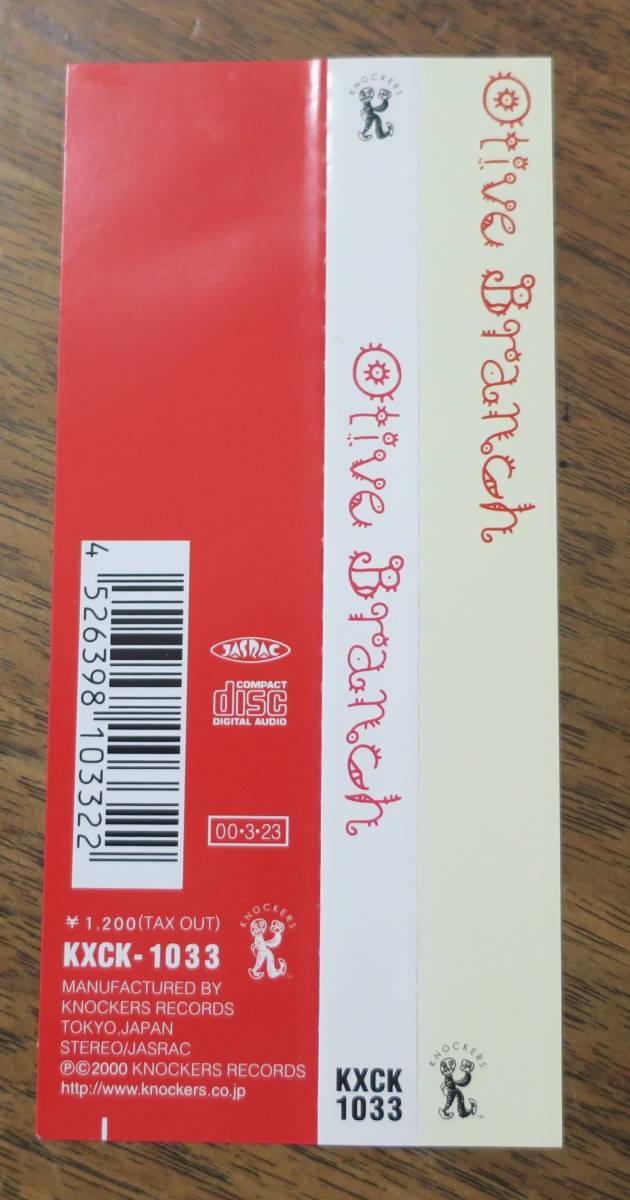 4 526398 103322
JASRAC
COMPACT
disc
DIGITAL AUDIO
00•3•23
¥ 1,200(TAX OUT)
KXCK-1033
KNOCKERS
MANUFACTURED BY
KNOCKERS RECORDS
TOKYO,JAPAN
STEREO/JASRAC
ⓅⒸ2000 KNOCKERS RECORDS
http://www.knockers.co.jp
KNOCKERS
Olive Branch
KXCK
1033
Olive Branch
KNOCKERS